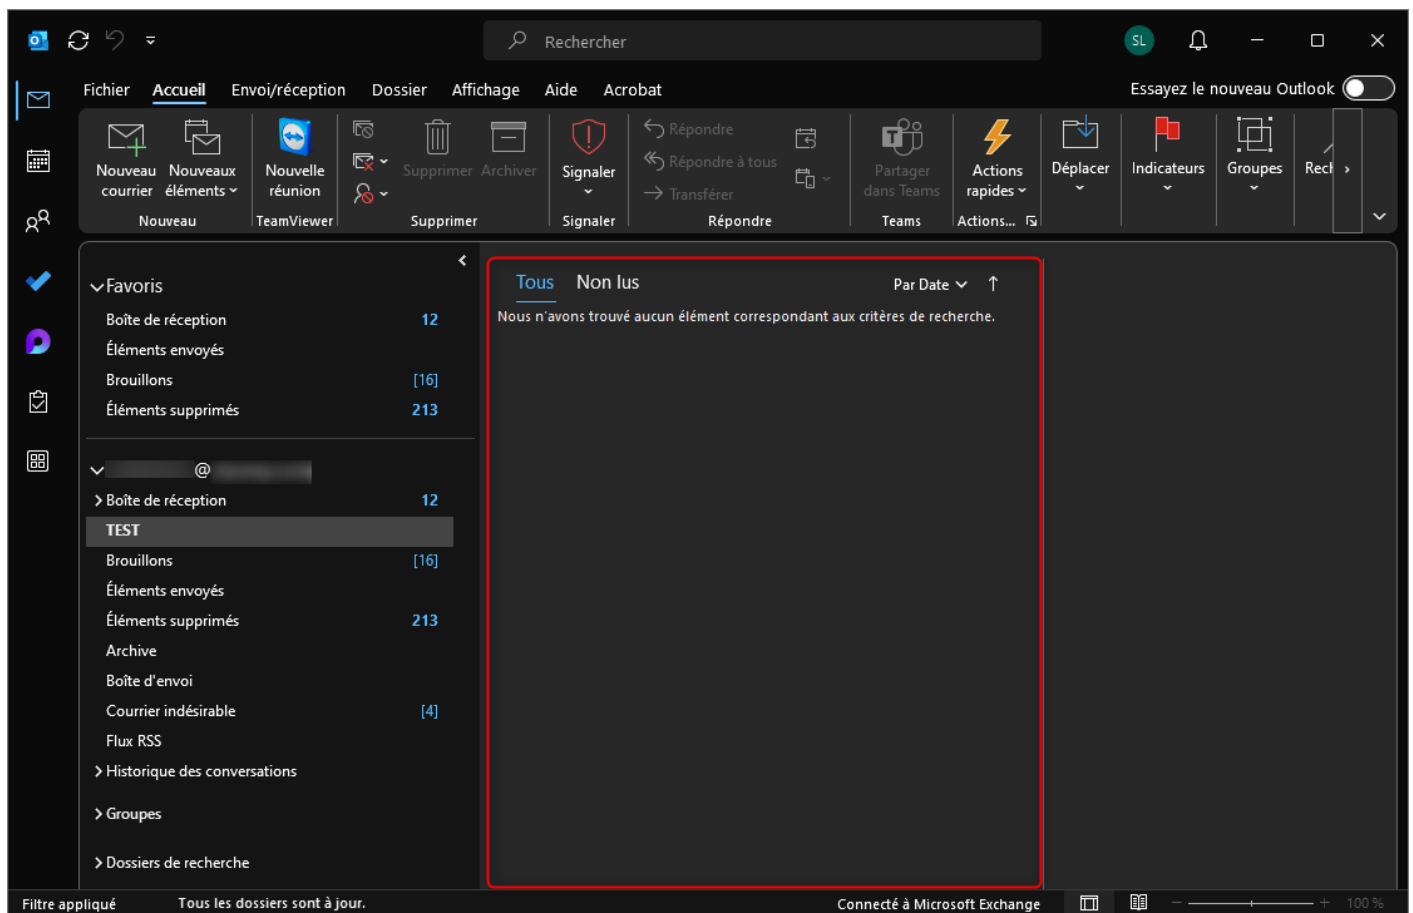 Rechercher
SL
Fichier Accueil Envoi/réception Dossier Affichage Aide Acrobat
Essayez le nouveau Outlook
Nouveau courrier
Nouveaux éléments
Nouveau
Nouvelle réunion
TeamViewer
Supprimer Archiver
Supprimer
Signaler
Signaler
Répondre
Répondre à tous
Transférer
Répondre
Partager dans Teams
Teams
Actions rapides
Actions...
Déplacer
Indicateurs
Groupes
Favoris
Boîte de réception 12
Éléments envoyés
Brouillons [16]
Éléments supprimés 213
@
Boîte de réception 12
TEST
Brouillons [16]
Éléments envoyés
Éléments supprimés 213
Archive
Boîte d'envoi
Courrier indésirable [4]
Flux RSS
Historique des conversations
Groupes
Dossiers de recherche
Tous Non lus Par Date
Nous n'avons trouvé aucun élément correspondant aux critères de recherche.
Filtre appliqué Tous les dossiers sont à jour. Connecté à Microsoft Exchange 100 %